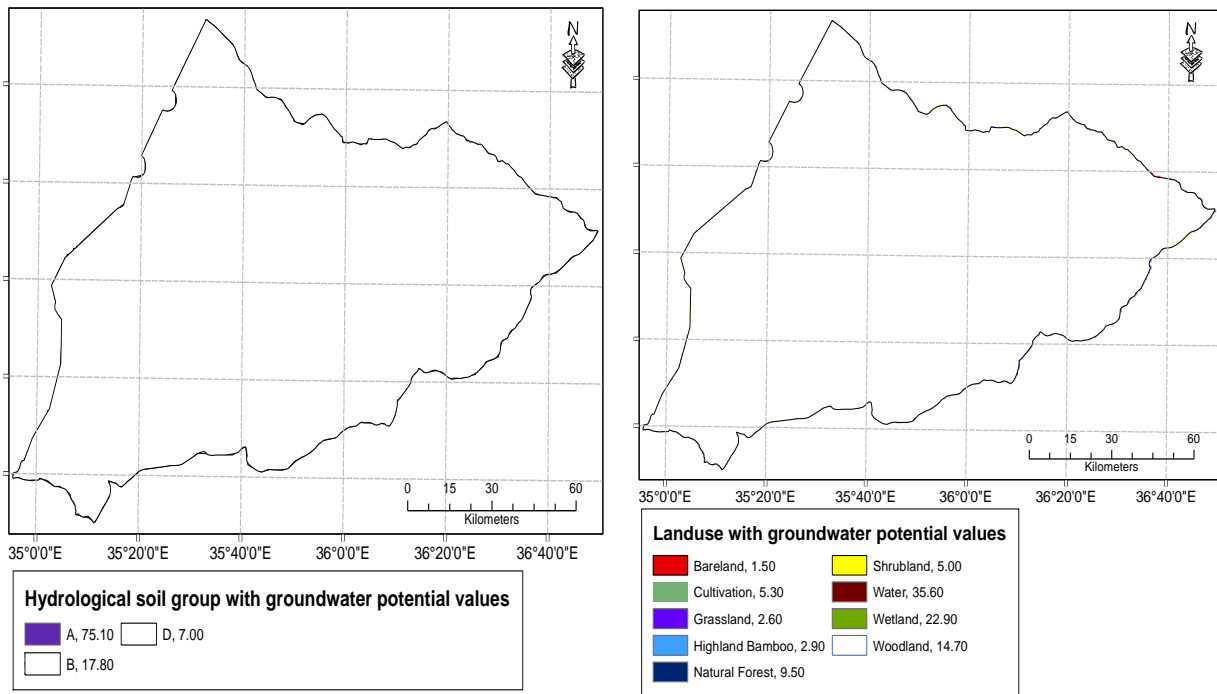 N
0 15 30 60
Kilometers
35°0'0"E 35°20'0"E 35°40'0"E 36°0'0"E 36°20'0"E 36°40'0"E
Hydrological soil group with groundwater potential values
A, 75.10 D, 7.00
B, 17.80
N
0 15 30 60
Kilometers
35°0'0"E 35°20'0"E 35°40'0"E 36°0'0"E 36°20'0"E 36°40'0"E
Landuse with groundwater potential values
Bareland, 1.50 Shrubland, 5.00
Cultivation, 5.30 Water, 35.60
Grassland, 2.60 Wetland, 22.90
Highland Bamboo, 2.90 Woodland, 14.70
Natural Forest, 9.50